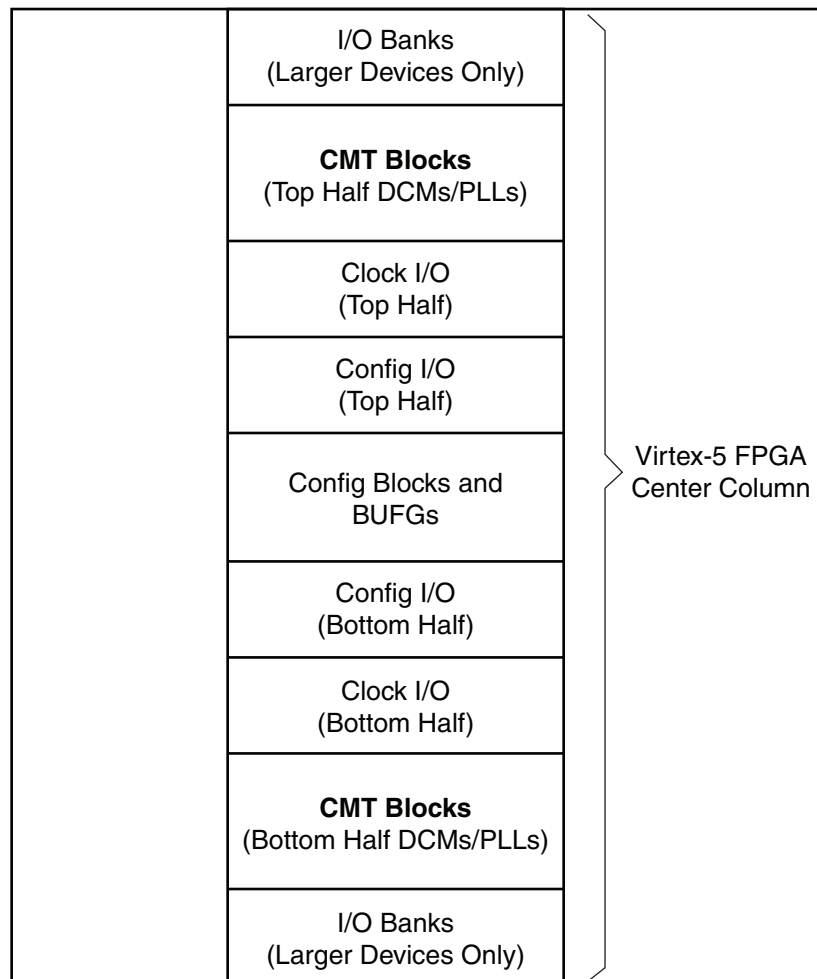 I/O Banks
(Larger Devices Only)
CMT Blocks
(Top Half DCMs/PLLs)
Clock I/O
(Top Half)
Config I/O
(Top Half)
Config Blocks and
BUFGs
Config I/O
(Bottom Half)
Clock I/O
(Bottom Half)
CMT Blocks
(Bottom Half DCMs/PLLs)
I/O Banks
(Larger Devices Only)
Virtex-5 FPGA
Center Column